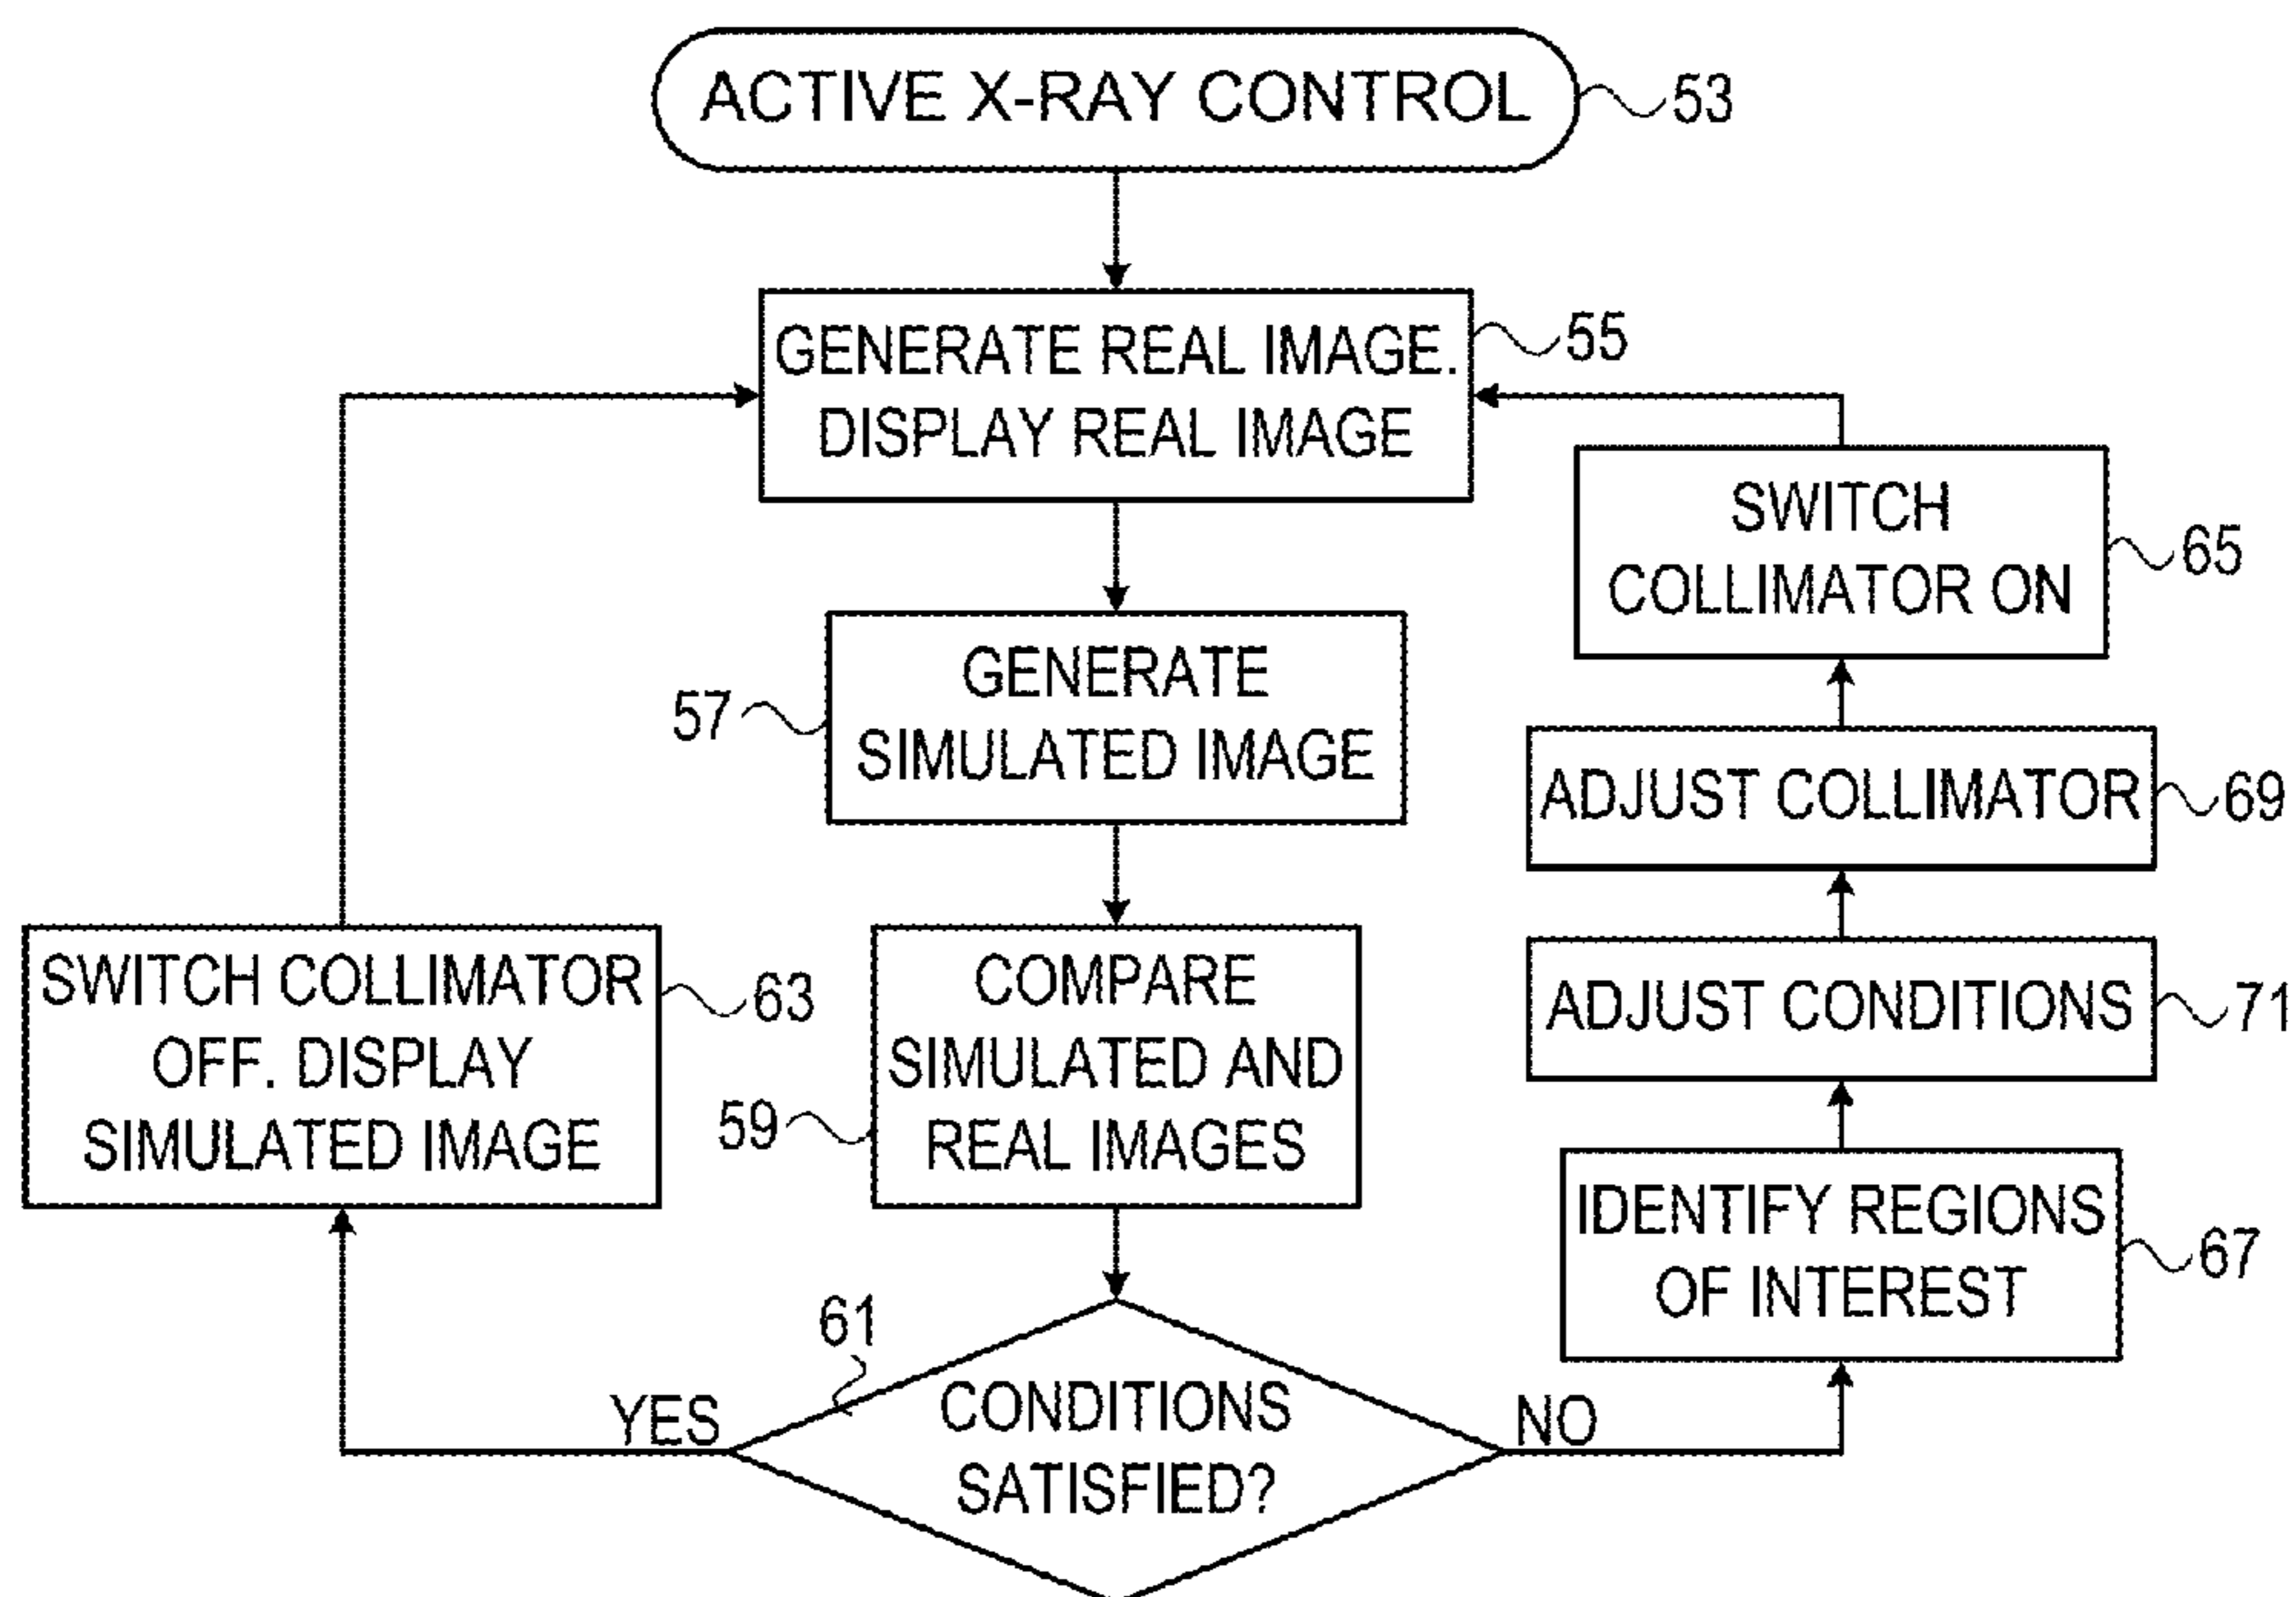 ACTIVE X-RAY CONTROL
53
GENERATE REAL IMAGE.
DISPLAY REAL IMAGE
55
GENERATE
SIMULATED IMAGE
57
COMPARE
SIMULATED AND
REAL IMAGES
59
CONDITIONS
SATISFIED?
61
YES
NO
SWITCH COLLIMATOR
OFF. DISPLAY
SIMULATED IMAGE
63
IDENTIFY REGIONS
OF INTEREST
67
ADJUST CONDITIONS
71
ADJUST COLLIMATOR
69
SWITCH
COLLIMATOR ON
65